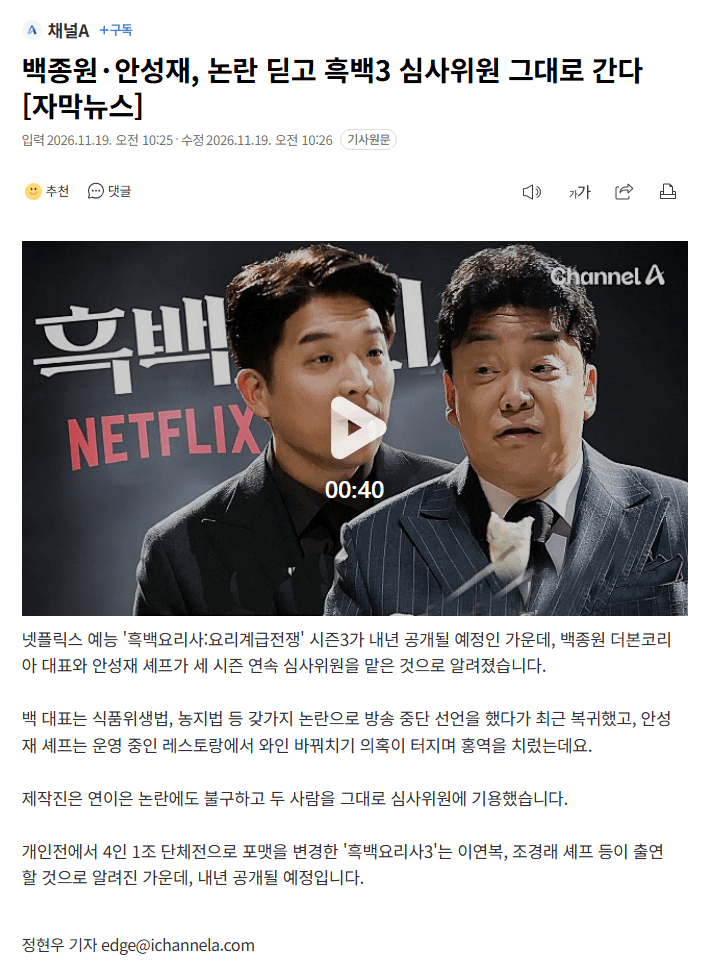 채널A +구독
백종원·안성재, 논란 딛고 흑백3 심사위원 그대로 간다
[자막뉴스]
입력 2026.11.19. 오전 10:25 · 수정 2026.11.19. 오전 10:26 기사원문
추천 댓글 가가
Channel A
흑백
NETFLIX
00:40
넷플릭스 예능 '흑백요리사:요리계급전쟁' 시즌3가 내년 공개될 예정인 가운데, 백종원 더본코리
아 대표와 안성재 셰프가 세 시즌 연속 심사위원을 맡은 것으로 알려졌습니다.
백 대표는 식품위생법, 농지법 등 갖가지 논란으로 방송 중단 선언을 했다가 최근 복귀했고, 안성
재 셰프는 운영 중인 레스토랑에서 와인 바꿔치기 의혹이 터지며 홍역을 치렀는데요.
제작진은 연이은 논란에도 불구하고 두 사람을 그대로 심사위원에 기용했습니다.
개인전에서 4인 1조 단체전으로 포맷을 변경한 '흑백요리사3'는 이연복, 조경래 셰프 등이 출연
할 것으로 알려진 가운데, 내년 공개될 예정입니다.
정현우 기자 edge@ichannela.com